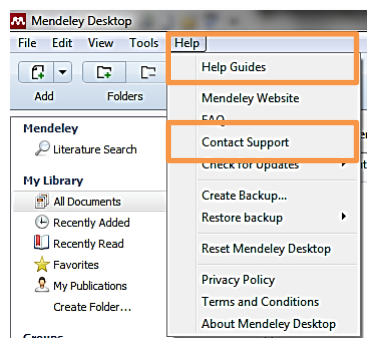 Mendeley Desktop
File Edit View Tools Help
Add Folders
Mendeley
Literature Search
My Library
All Documents
Recently Added
Recently Read
Favorites
My Publications
Create Folder...
Groups
Help Guides
Mendeley Website
FAQ
Contact Support
Check for Updates
Create Backup...
Restore backup
Reset Mendeley Desktop
Privacy Policy
Terms and Conditions
About Mendeley Desktop